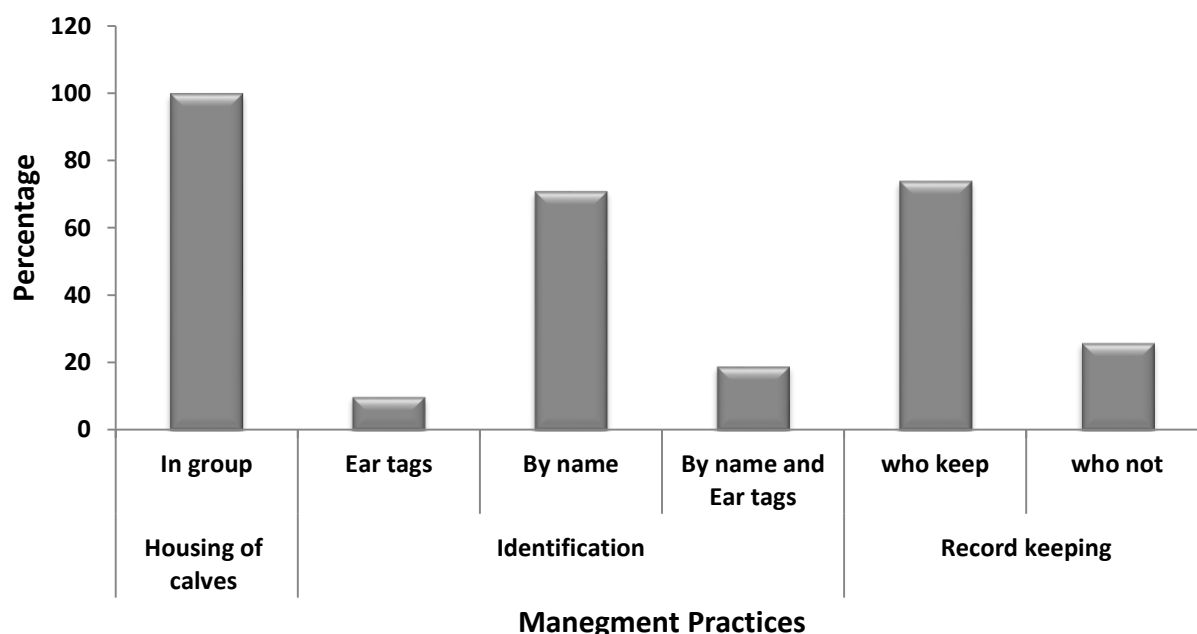 120
100
80
60
40
20
0
Percentage
In group
Ear tags
By name
By name and
Ear tags
who keep
who not
Housing of
calves
Identification
Record keeping
Manegment Practices